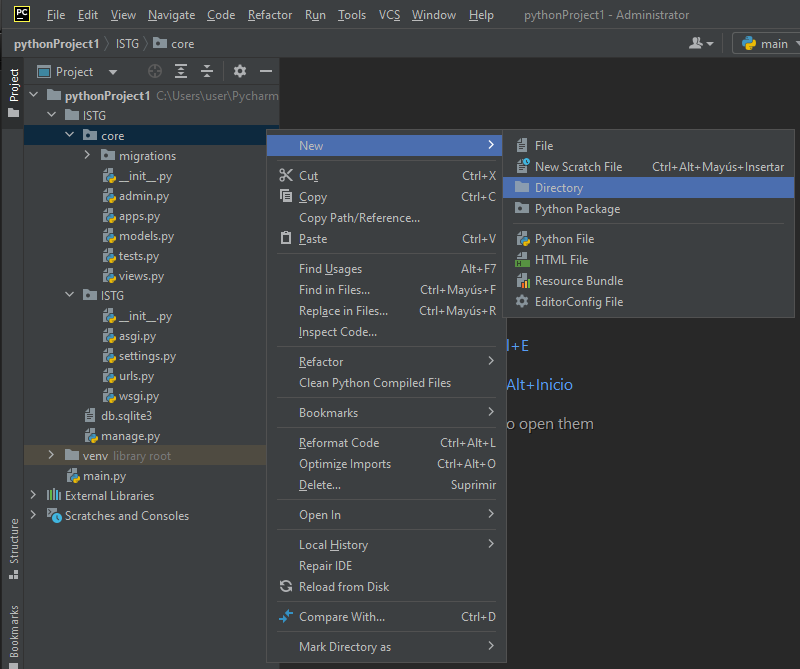 PC File Edit View Navigate Code Refactor Run Tools VCS Window Help pythonProject1 - Administrator
pythonProject1 ISTG core main
Project
Project
pythonProject1 C:\Users\user\Pycharm
ISTG
core
migrations
__init__.py
admin.py
apps.py
models.py
tests.py
views.py
ISTG
__init__.py
asgi.py
settings.py
urls.py
wsgi.py
db.sqlite3
manage.py
venv library root
main.py
External Libraries
Scratches and Consoles
Structure
Bookmarks
New
Cut Ctrl+X
Copy Ctrl+C
Copy Path/Reference...
Paste Ctrl+V
Find Usages Alt+F7
Find in Files... Ctrl+Mayús+F
Replace in Files... Ctrl+Mayús+R
Inspect Code...
Refactor
Clean Python Compiled Files
Bookmarks
Reformat Code Ctrl+Alt+L
Optimize Imports Ctrl+Alt+O
Delete... Suprimir
Open In
Local History
Repair IDE
Reload from Disk
Compare With... Ctrl+D
Mark Directory as
File
New Scratch File Ctrl+Alt+Mayús+Insertar
Directory
Python Package
Python File
HTML File
Resource Bundle
EditorConfig File
+E
Alt+Inicio
o open them